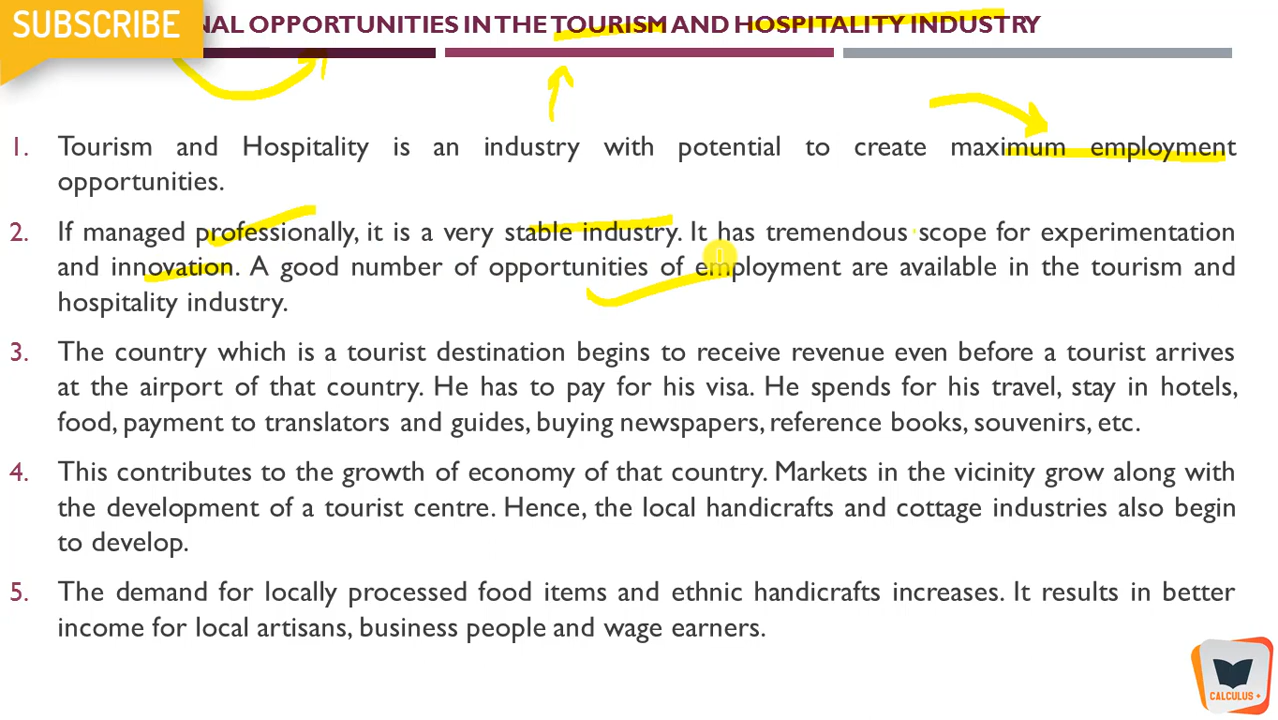 SUBSCRIBE
NAL OPPORTUNITIES IN THE TOURISM AND HOSPITALITY INDUSTRY
1. Tourism and Hospitality is an industry with potential to create maximum employment
opportunities.
2. If managed professionally, it is a very stable industry. It has tremendous scope for experimentation
and innovation. A good number of opportunities of employment are available in the tourism and
hospitality industry.
3. The country which is a tourist destination begins to receive revenue even before a tourist arrives
at the airport of that country. He has to pay for his visa. He spends for his travel, stay in hotels,
food, payment to translators and guides, buying newspapers, reference books, souvenirs, etc.
4. This contributes to the growth of economy of that country. Markets in the vicinity grow along with
the development of a tourist centre. Hence, the local handicrafts and cottage industries also begin
to develop.
5. The demand for locally processed food items and ethnic handicrafts increases. It results in better
income for local artisans, business people and wage earners.
CALCULUS +